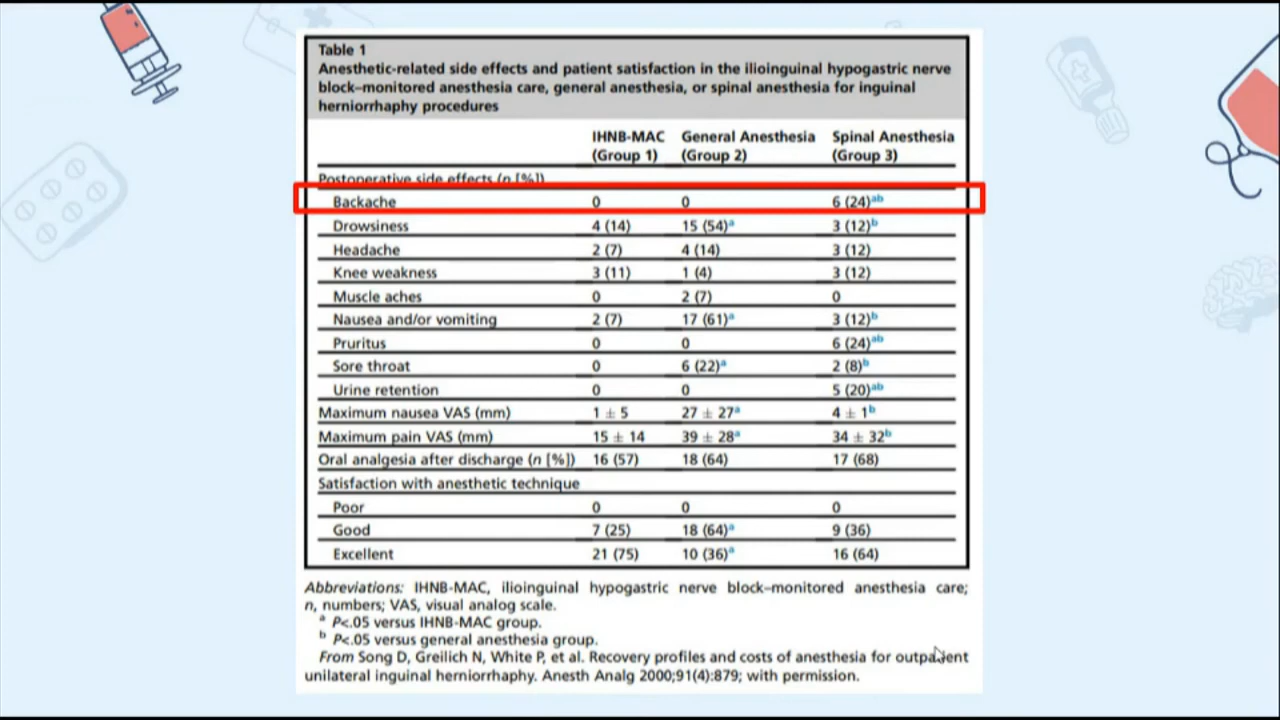 Table 1
Anesthetic-related side effects and patient satisfaction in the ilioinguinal hypogastric nerve
block–monitored anesthesia care, general anesthesia, or spinal anesthesia for inguinal
herniorrhaphy procedures
IHNB-MAC General Anesthesia Spinal Anesthesia
(Group 1) (Group 2) (Group 3)
Postoperative side effects (n [%])
Backache 0 0 6 (24)ab
Drowsiness 4 (14) 15 (54)a 3 (12)b
Headache 2 (7) 4 (14) 3 (12)
Knee weakness 3 (11) 1 (4) 3 (12)
Muscle aches 0 2 (7) 0
Nausea and/or vomiting 2 (7) 17 (61)a 3 (12)b
Pruritus 0 0 6 (24)ab
Sore throat 0 6 (22)a 2 (8)b
Urine retention 0 0 5 (20)ab
Maximum nausea VAS (mm) 1 ± 5 27 ± 27a 4 ± 1b
Maximum pain VAS (mm) 15 ± 14 39 ± 28a 34 ± 32b
Oral analgesia after discharge (n [%]) 16 (57) 18 (64) 17 (68)
Satisfaction with anesthetic technique
Poor 0 0 0
Good 7 (25) 18 (64)a 9 (36)
Excellent 21 (75) 10 (36)a 16 (64)
Abbreviations: IHNB-MAC, ilioinguinal hypogastric nerve block–monitored anesthesia care;
n, numbers; VAS, visual analog scale.
a P<.05 versus IHNB-MAC group.
b P<.05 versus general anesthesia group.
From Song D, Greilich N, White P, et al. Recovery profiles and costs of anesthesia for outpatient
unilateral inguinal herniorrhaphy. Anesth Analg 2000;91(4):879; with permission.